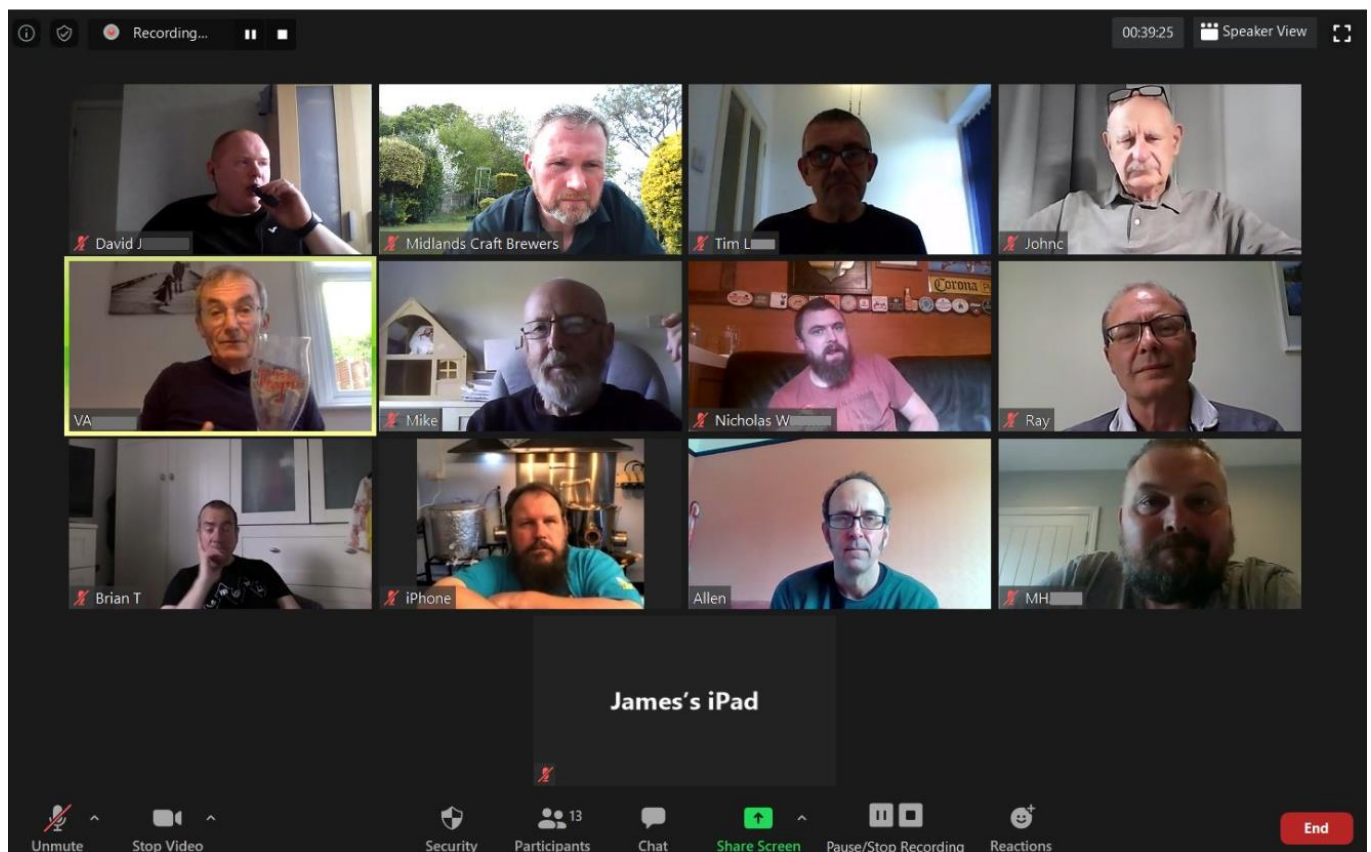 Recording...
00:39:25
Speaker View
David J
Midlands Craft Brewers
Tim L
Johnc
Corona
VA
Mike
Nicholas W
Ray
Brian T
iPhone
Allen
MH
James's iPad
Unmute
Stop Video
Security
13
Participants
Chat
Share Screen
Pause/Stop Recording
Reactions
End